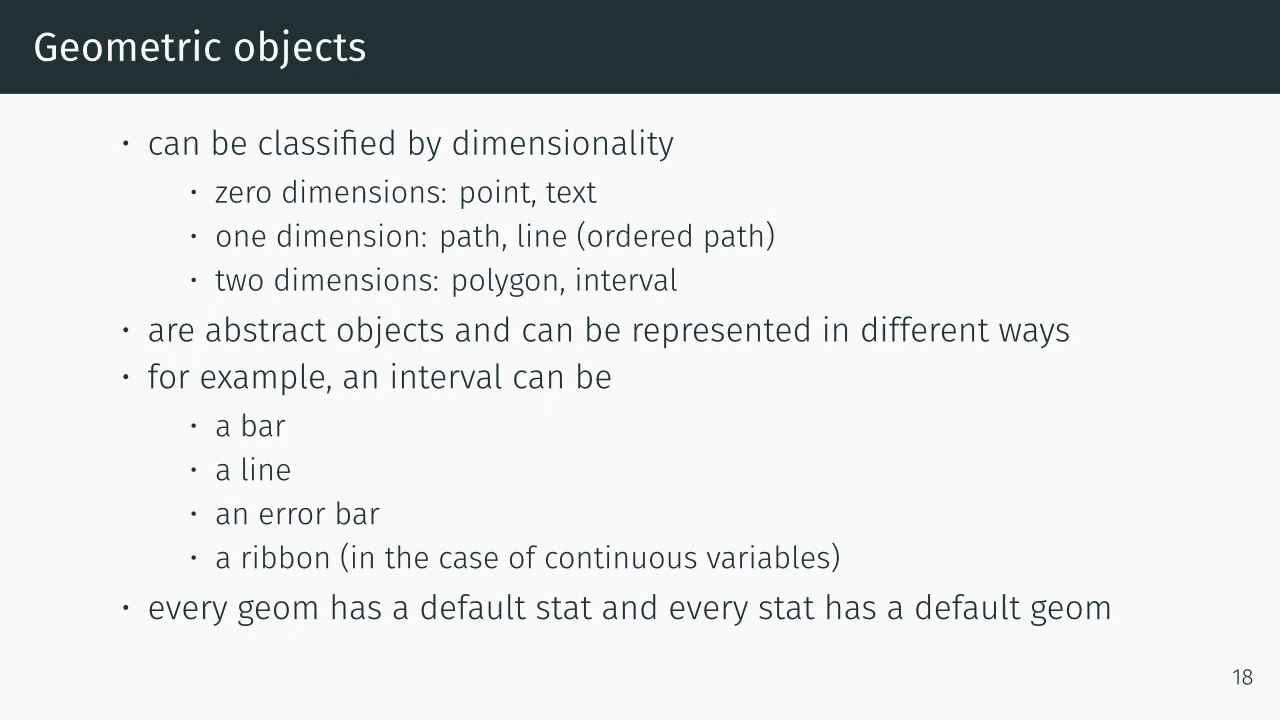 Geometric objects
• can be classified by dimensionality
• zero dimensions: point, text
• one dimension: path, line (ordered path)
• two dimensions: polygon, interval
• are abstract objects and can be represented in different ways
• for example, an interval can be
• a bar
• a line
• an error bar
• a ribbon (in the case of continuous variables)
• every geom has a default stat and every stat has a default geom
18